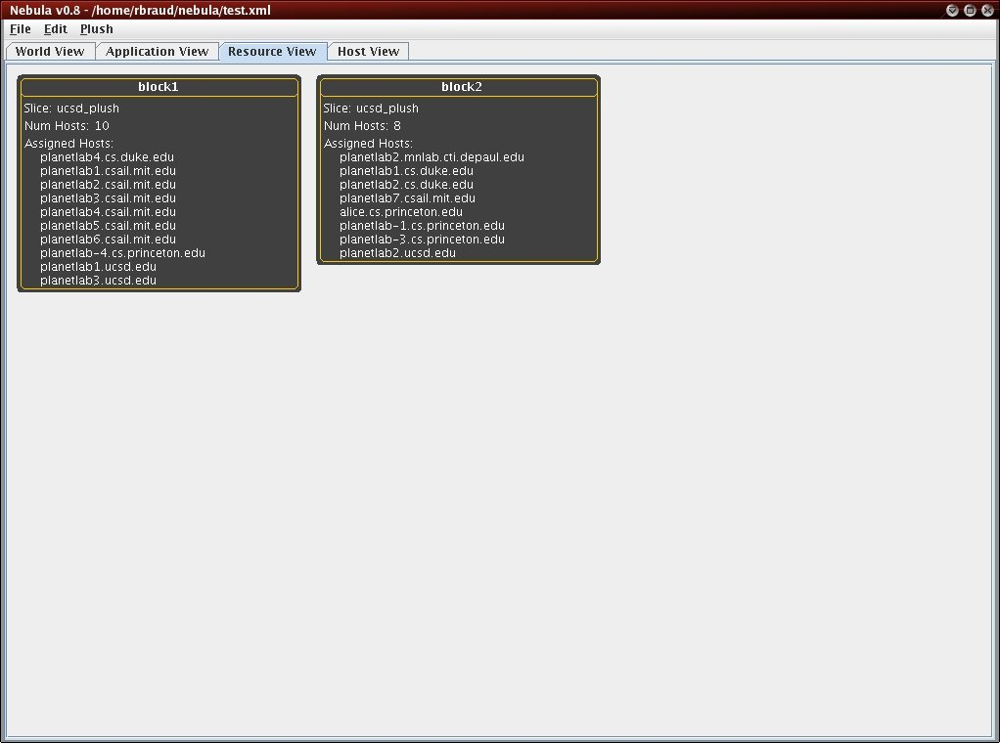 Nebula v0.8 - /home/rbraud/nebula/test.xml
File Edit Plush
World View Application View Resource View Host View
block1
Slice: ucsd_plush
Num Hosts: 10
Assigned Hosts:
planetlab4.cs.duke.edu
planetlab1.csail.mit.edu
planetlab2.csail.mit.edu
planetlab3.csail.mit.edu
planetlab4.csail.mit.edu
planetlab5.csail.mit.edu
planetlab6.csail.mit.edu
planetlab-4.cs.princeton.edu
planetlab1.ucsd.edu
planetlab3.ucsd.edu
block2
Slice: ucsd_plush
Num Hosts: 8
Assigned Hosts:
planetlab2.mnlab.cti.depaul.edu
planetlab1.cs.duke.edu
planetlab2.cs.duke.edu
planetlab7.csail.mit.edu
alice.cs.princeton.edu
planetlab-1.cs.princeton.edu
planetlab-3.cs.princeton.edu
planetlab2.ucsd.edu